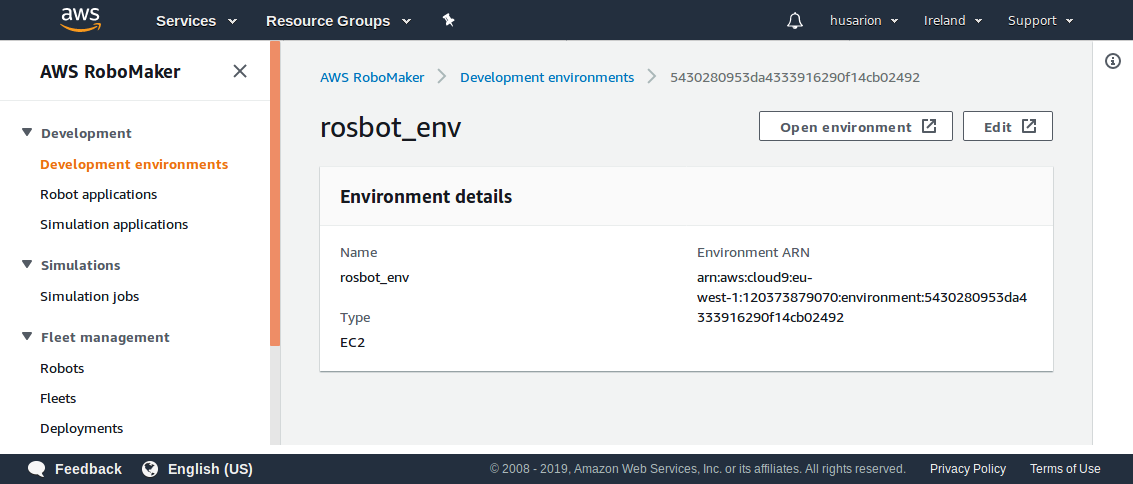 aws Services Resource Groups husarion Ireland Support
AWS RoboMaker
Development
Development environments
Robot applications
Simulation applications
Simulations
Simulation jobs
Fleet management
Robots
Fleets
Deployments
AWS RoboMaker Development environments 5430280953da4333916290f14cb02492
rosbot_env
Open environment Edit
Environment details
Name
rosbot_env
Type
EC2
Environment ARN
arn:aws:cloud9:eu-
west-1:120373879070:environment:5430280953da4
333916290f14cb02492
Feedback English (US) © 2008 - 2019, Amazon Web Services, Inc. or its affiliates. All rights reserved. Privacy Policy Terms of Use